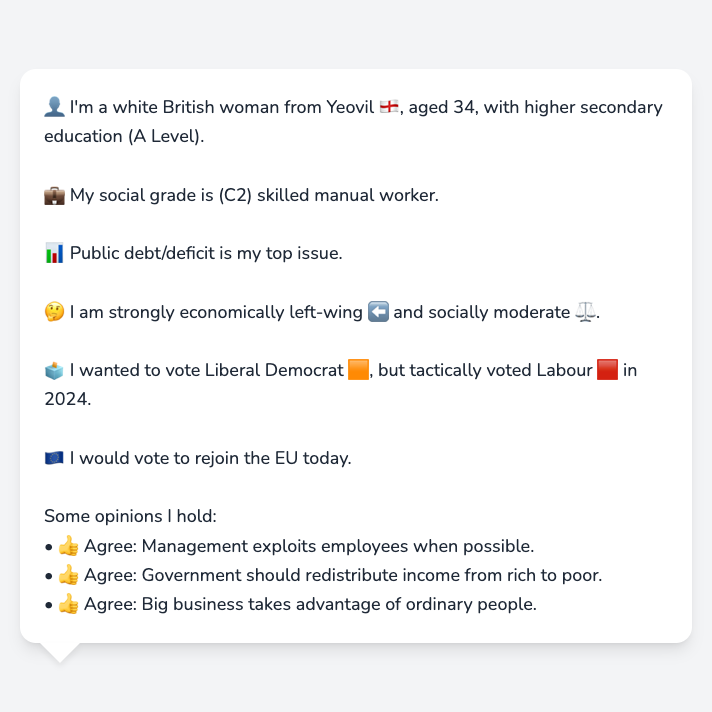 👤 I'm a white British woman from Yeovil 🏴󠁧󠁢󠁥󠁮󠁧󠁿, aged 34, with higher secondary
education (A Level).
💼 My social grade is (C2) skilled manual worker.
📊 Public debt/deficit is my top issue.
🤔 I am strongly economically left-wing ⬅️ and socially moderate ⚖️.
🗳️ I wanted to vote Liberal Democrat 🟧, but tactically voted Labour 🟥 in
2024.
🇪🇺 I would vote to rejoin the EU today.
Some opinions I hold:
• 👍 Agree: Management exploits employees when possible.
• 👍 Agree: Government should redistribute income from rich to poor.
• 👍 Agree: Big business takes advantage of ordinary people.